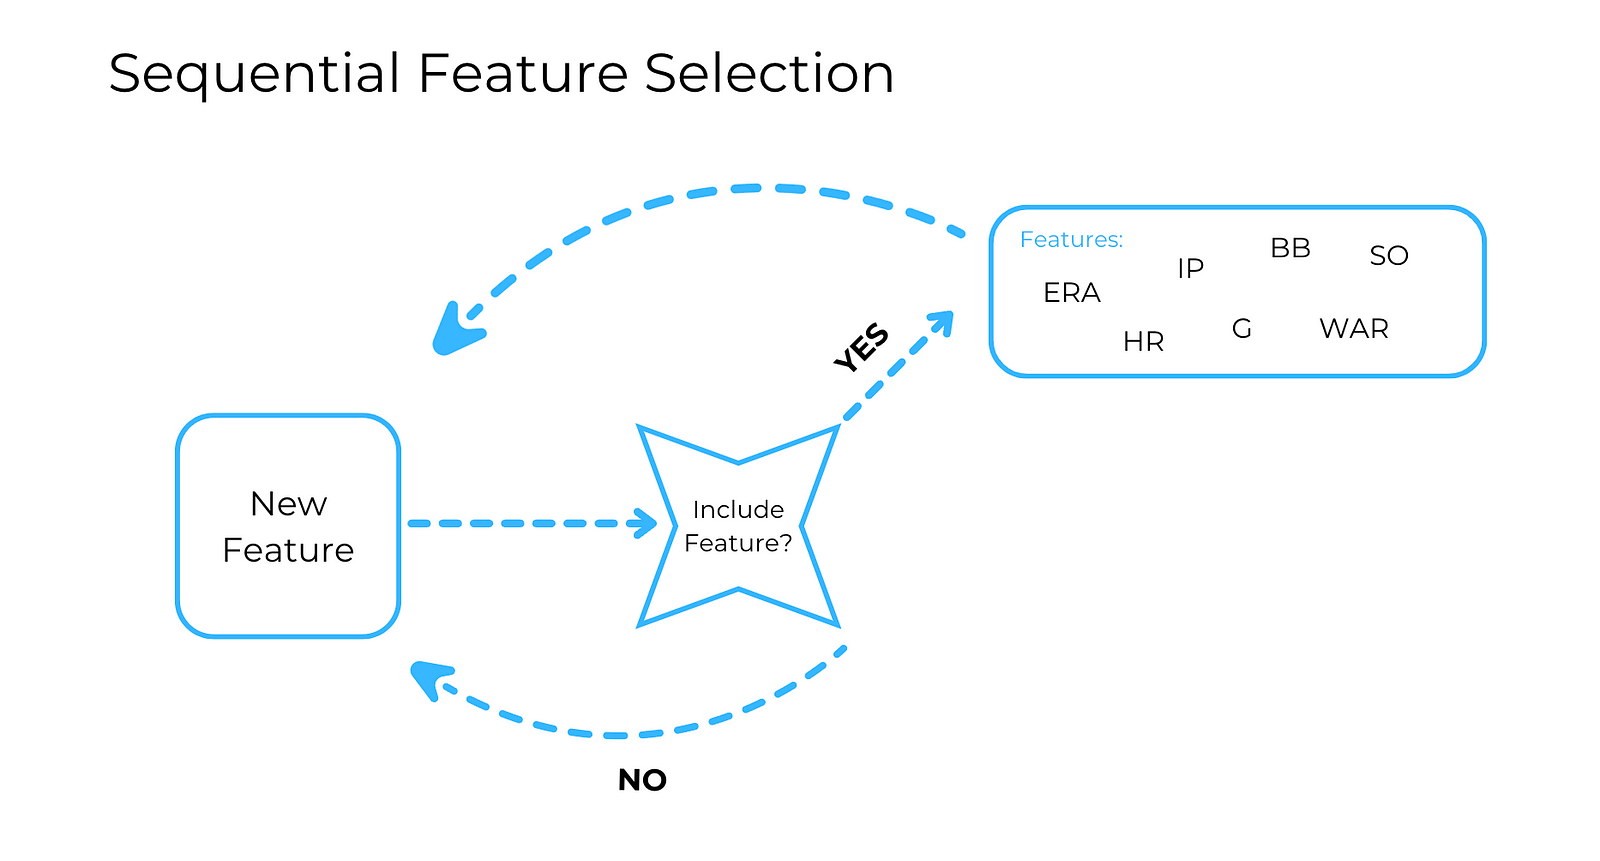 Sequential Feature Selection
Features:
IP
BB
SO
ERA
HR
G
WAR
YES
New
Feature
Include
Feature?
NO